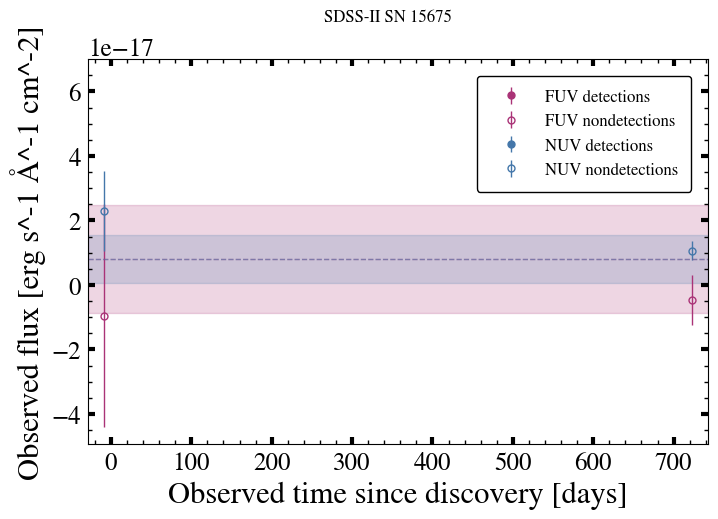 SDSS-II SN 15675
1e−17
FUV detections
FUV nondetections
NUV detections
NUV nondetections
6
4
2
0
−2
−4
0 100 200 300 400 500 600 700
Observed time since discovery [days]
Observed flux [erg s^-1 Å^-1 cm^-2]